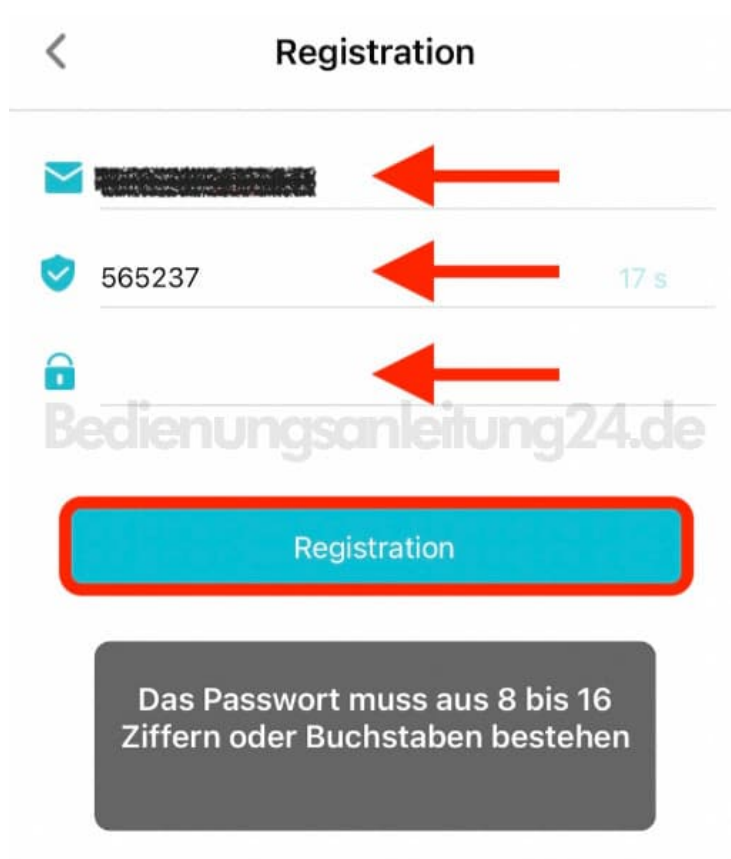 Registration
565237
17 s
Bedienungsanleitung24.de
Registration
Das Passwort muss aus 8 bis 16
Ziffern oder Buchstaben bestehen